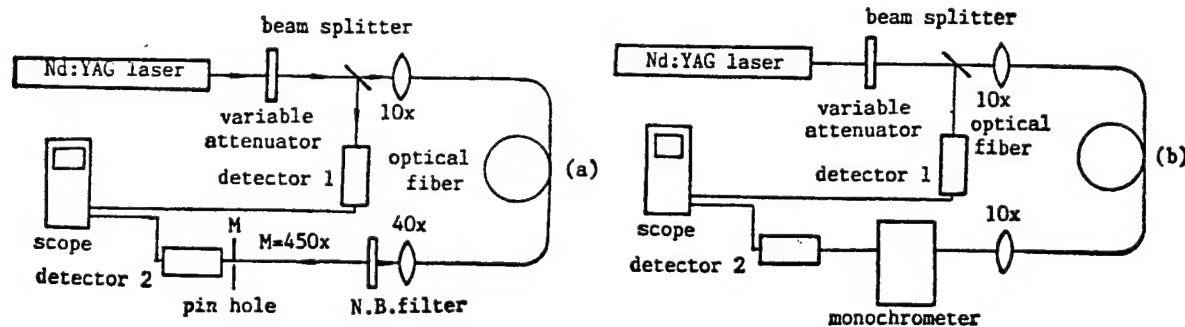 beam splitter
Nd:YAG laser
10x
variable
attenuator
optical
fiber
(a)
detector 1
scope
M
M=450x
40x
detector 2
pin hole
N.B.filter
beam splitter
Nd:YAG laser
10x
variable
attenuator
optical
fiber
(b)
detector 1
scope
10x
detector 2
monochrometer